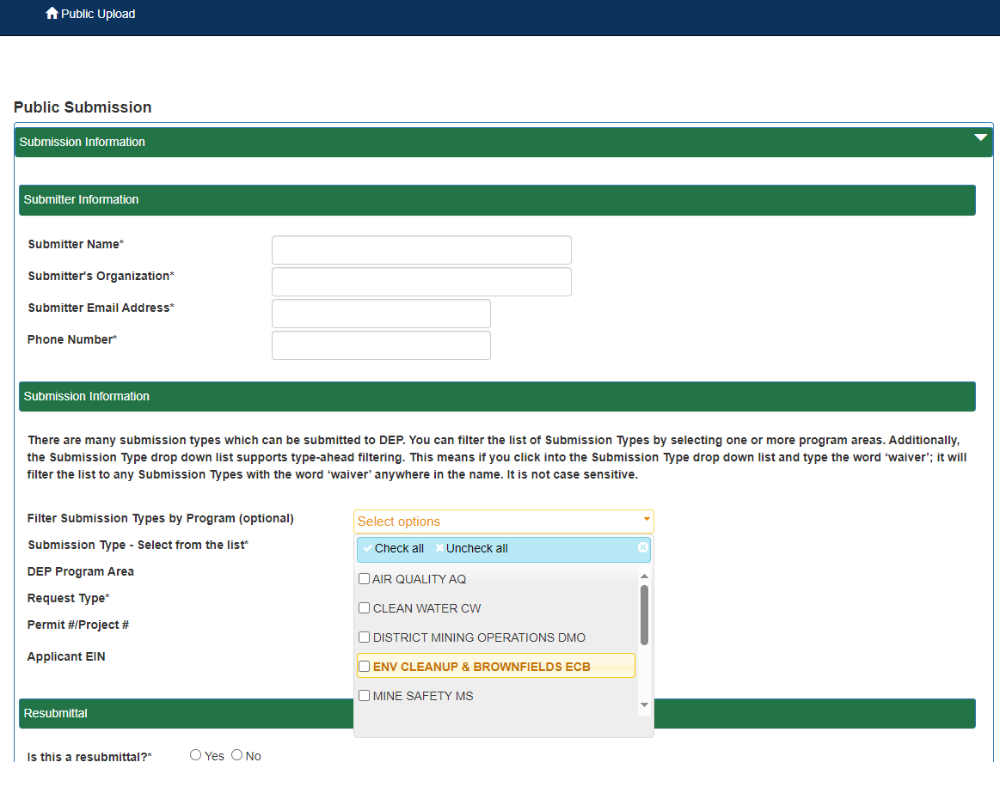 Public Upload
Public Submission
Submission Information
Submitter Information
Submitter Name*
Submitter's Organization*
Submitter Email Address*
Phone Number*
Submission Information
There are many submission types which can be submitted to DEP. You can filter the list of Submission Types by selecting one or more program areas. Additionally,
the Submission Type drop down list supports type-ahead filtering. This means if you click into the Submission Type drop down list and type the word ‘waiver’; it will
filter the list to any Submission Types with the word ‘waiver’ anywhere in the name. It is not case sensitive.
Filter Submission Types by Program (optional)
Select options
Submission Type - Select from the list*
Check all Uncheck all
DEP Program Area
AIR QUALITY AQ
Request Type*
CLEAN WATER CW
Permit #/Project #
DISTRICT MINING OPERATIONS DMO
Applicant EIN
ENV CLEANUP & BROWNFIELDS ECB
MINE SAFETY MS
Resubmittal
Is this a resubmittal?* Yes No